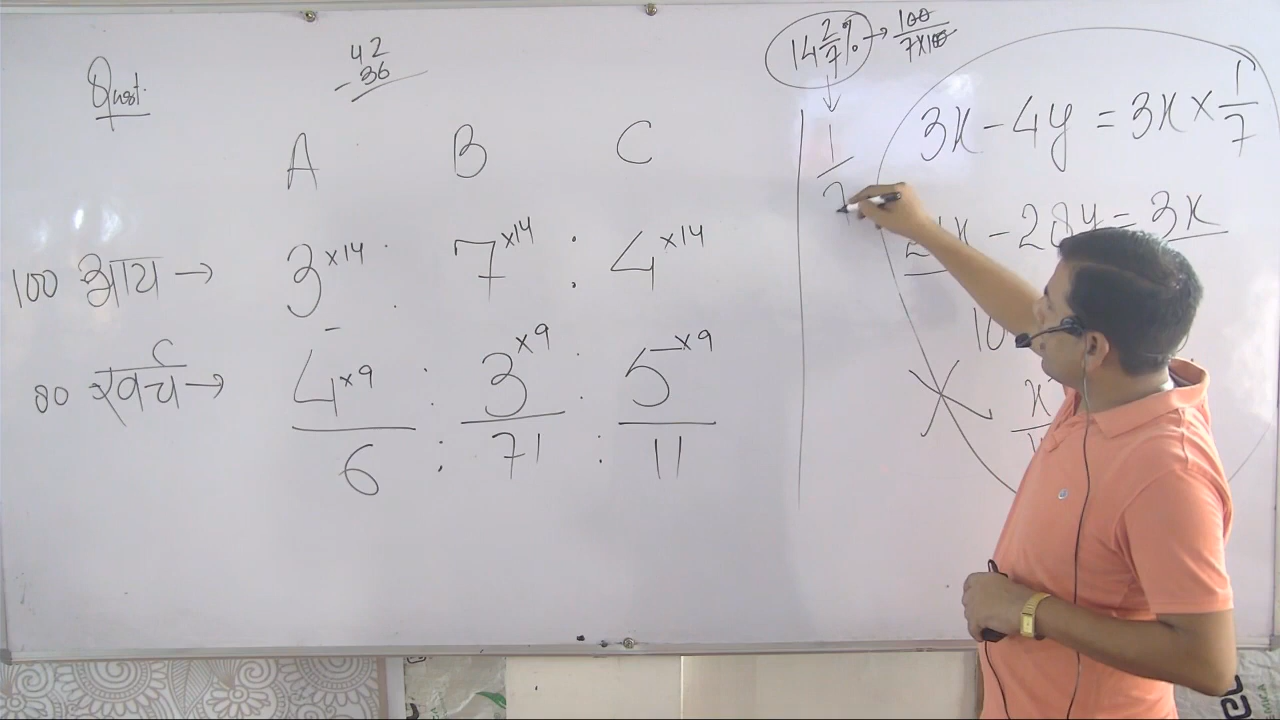 Quest.
42
- 36
14 2/7% → 100/7×100
1/7
A B C
100 आय → 3×14 : 7×14 : 4×14
80 खर्च → 4×9 : 3×9 : 5×9
6 : 71 : 11
3x - 4y = 3x × 1/7
21x - 28y = 3x